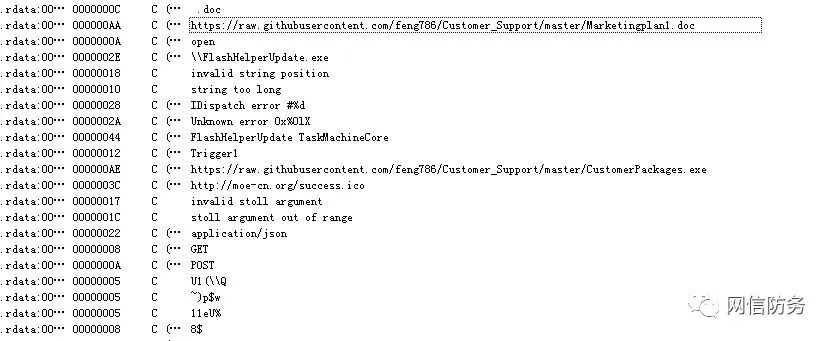 .rdata:00… 0000000C C (… .doc
.rdata:00… 000000AA C (… https://raw.githubusercontent.com/feng786/Customer_Support/master/Marketingplan1.doc
.rdata:00… 0000000A C (… open
.rdata:00… 0000002E C (… \\FlashHelperUpdate.exe
.rdata:00… 00000018 C invalid string position
.rdata:00… 00000010 C string too long
.rdata:00… 00000028 C (… IDispatch error #%d
.rdata:00… 0000002A C (… Unknown error 0x%0lX
.rdata:00… 00000044 C (… FlashHelperUpdate TaskMachineCore
.rdata:00… 00000012 C (… Trigger1
.rdata:00… 000000AE C (… https://raw.githubusercontent.com/feng786/Customer_Support/master/CustomerPackages.exe
.rdata:00… 0000003C C (… http://moe-cn.org/success.ico
.rdata:00… 00000017 C invalid stoll argument
.rdata:00… 0000001C C stoll argument out of range
.rdata:00… 00000022 C (… application/json
.rdata:00… 00000008 C (… GET
.rdata:00… 0000000A C (… POST
.rdata:00… 00000005 C U1(\\Q
.rdata:00… 00000005 C ~)p$w
.rdata:00… 00000005 C 11eU%
.rdata:00… 00000008 C (… 8$
网信防务